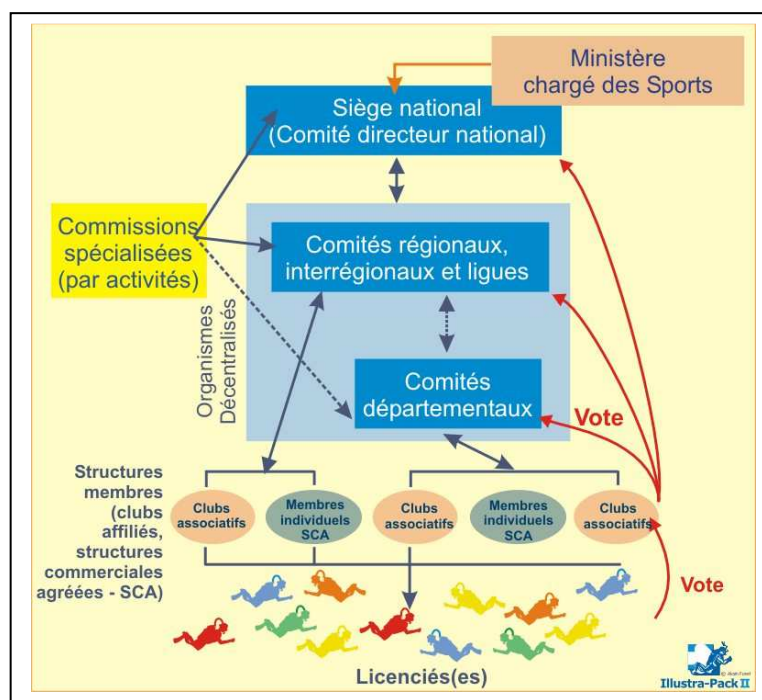 Ministère
chargé des Sports
Siège national
(Comité directeur national)
Commissions
spécialisées
(par activités)
Comités régionaux,
interrégionaux et ligues
Organismes
Décentralisés
Comités
départementaux
Vote
Structures
membres
(clubs
affiliés,
structures
commerciales
agréées - SCA)
Clubs
associatifs
Membres
individuels
SCA
Clubs
associatifs
Membres
individuels
SCA
Clubs
associatifs
Vote
Licenciés(es)
Illustra-Pack II